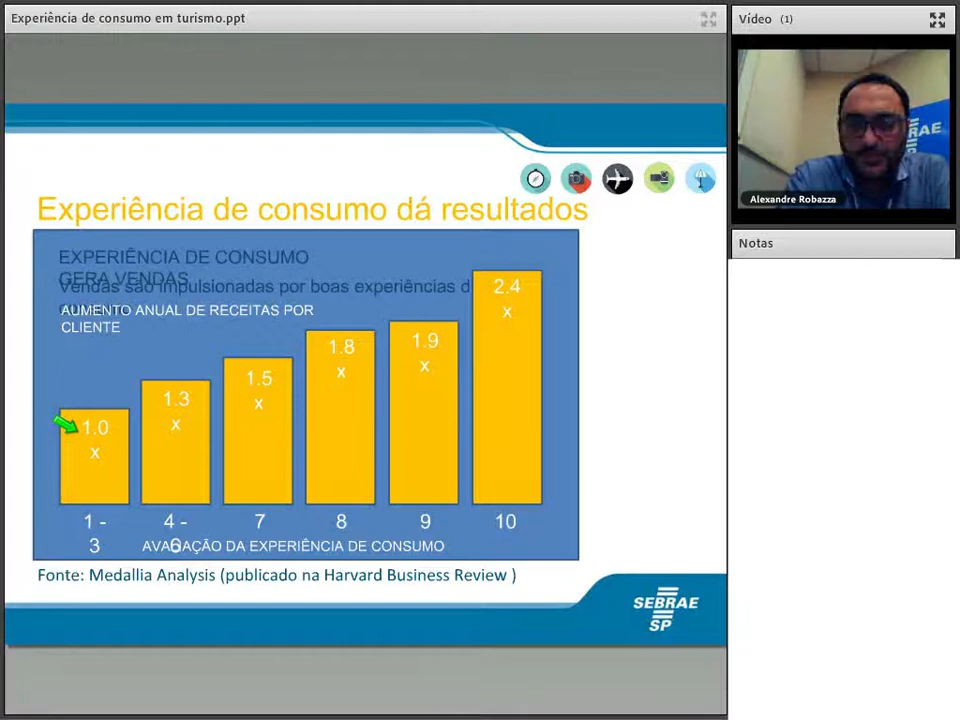 Experiência de consumo em turismo.ppt
Vídeo (1)
RAE
Alexandre Robazza
Notas
Experiência de consumo dá resultados
EXPERIÊNCIA DE CONSUMO
GERA VENDAS
Vendas são impulsionadas por boas experiências d
AUMENTO ANUAL DE RECEITAS POR
CLIENTE
1.0
x
1.3
x
1.5
x
1.8
x
1.9
x
2.4
x
1 -
3
4 -
6
7
8
9
10
AVALIAÇÃO DA EXPERIÊNCIA DE CONSUMO
Fonte: Medallia Analysis (publicado na Harvard Business Review )
SEBRAE
SP